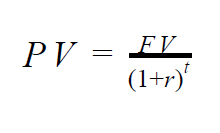 PV = FV / (1+r)^t